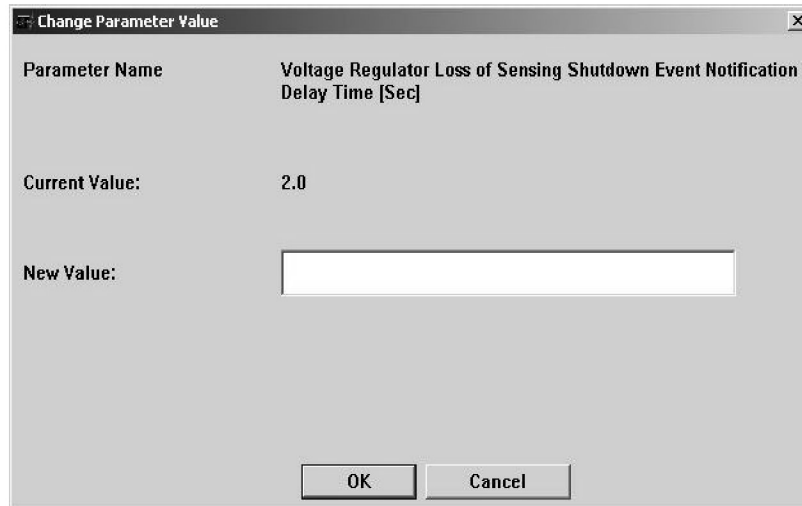 Change Parameter Value
Parameter Name
Voltage Regulator Loss of Sensing Shutdown Event Notification
Delay Time [Sec]
Current Value:
2.0
New Value:
OK
Cancel